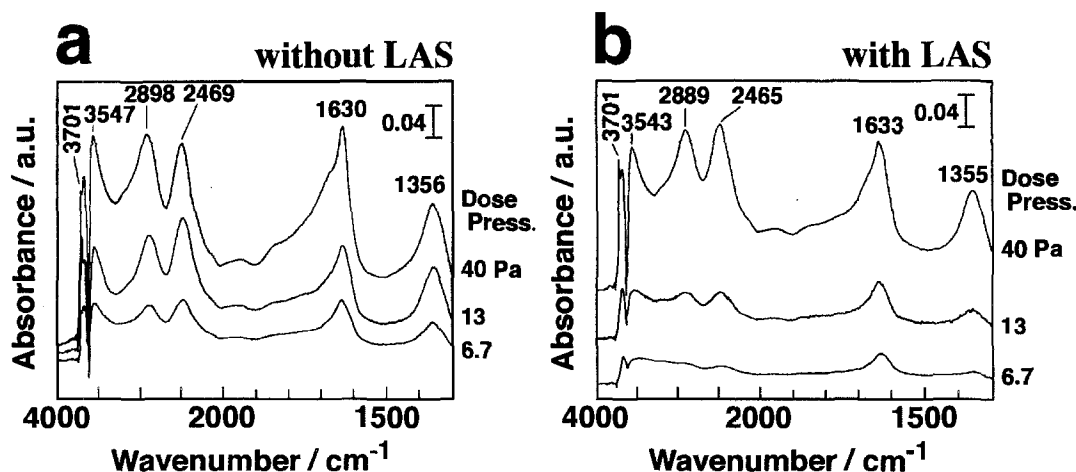 a
without LAS
3701
3547
2898
2469
1630
1356
0.04
Dose
Press.
40 Pa
13
6.7
Absorbance / a.u.
4000
2000
1500
Wavenumber / cm⁻¹
b
with LAS
3701
3543
2889
2465
1633
1355
0.04
Dose
Press.
40 Pa
13
6.7
Absorbance / a.u.
4000
2000
1500
Wavenumber / cm⁻¹